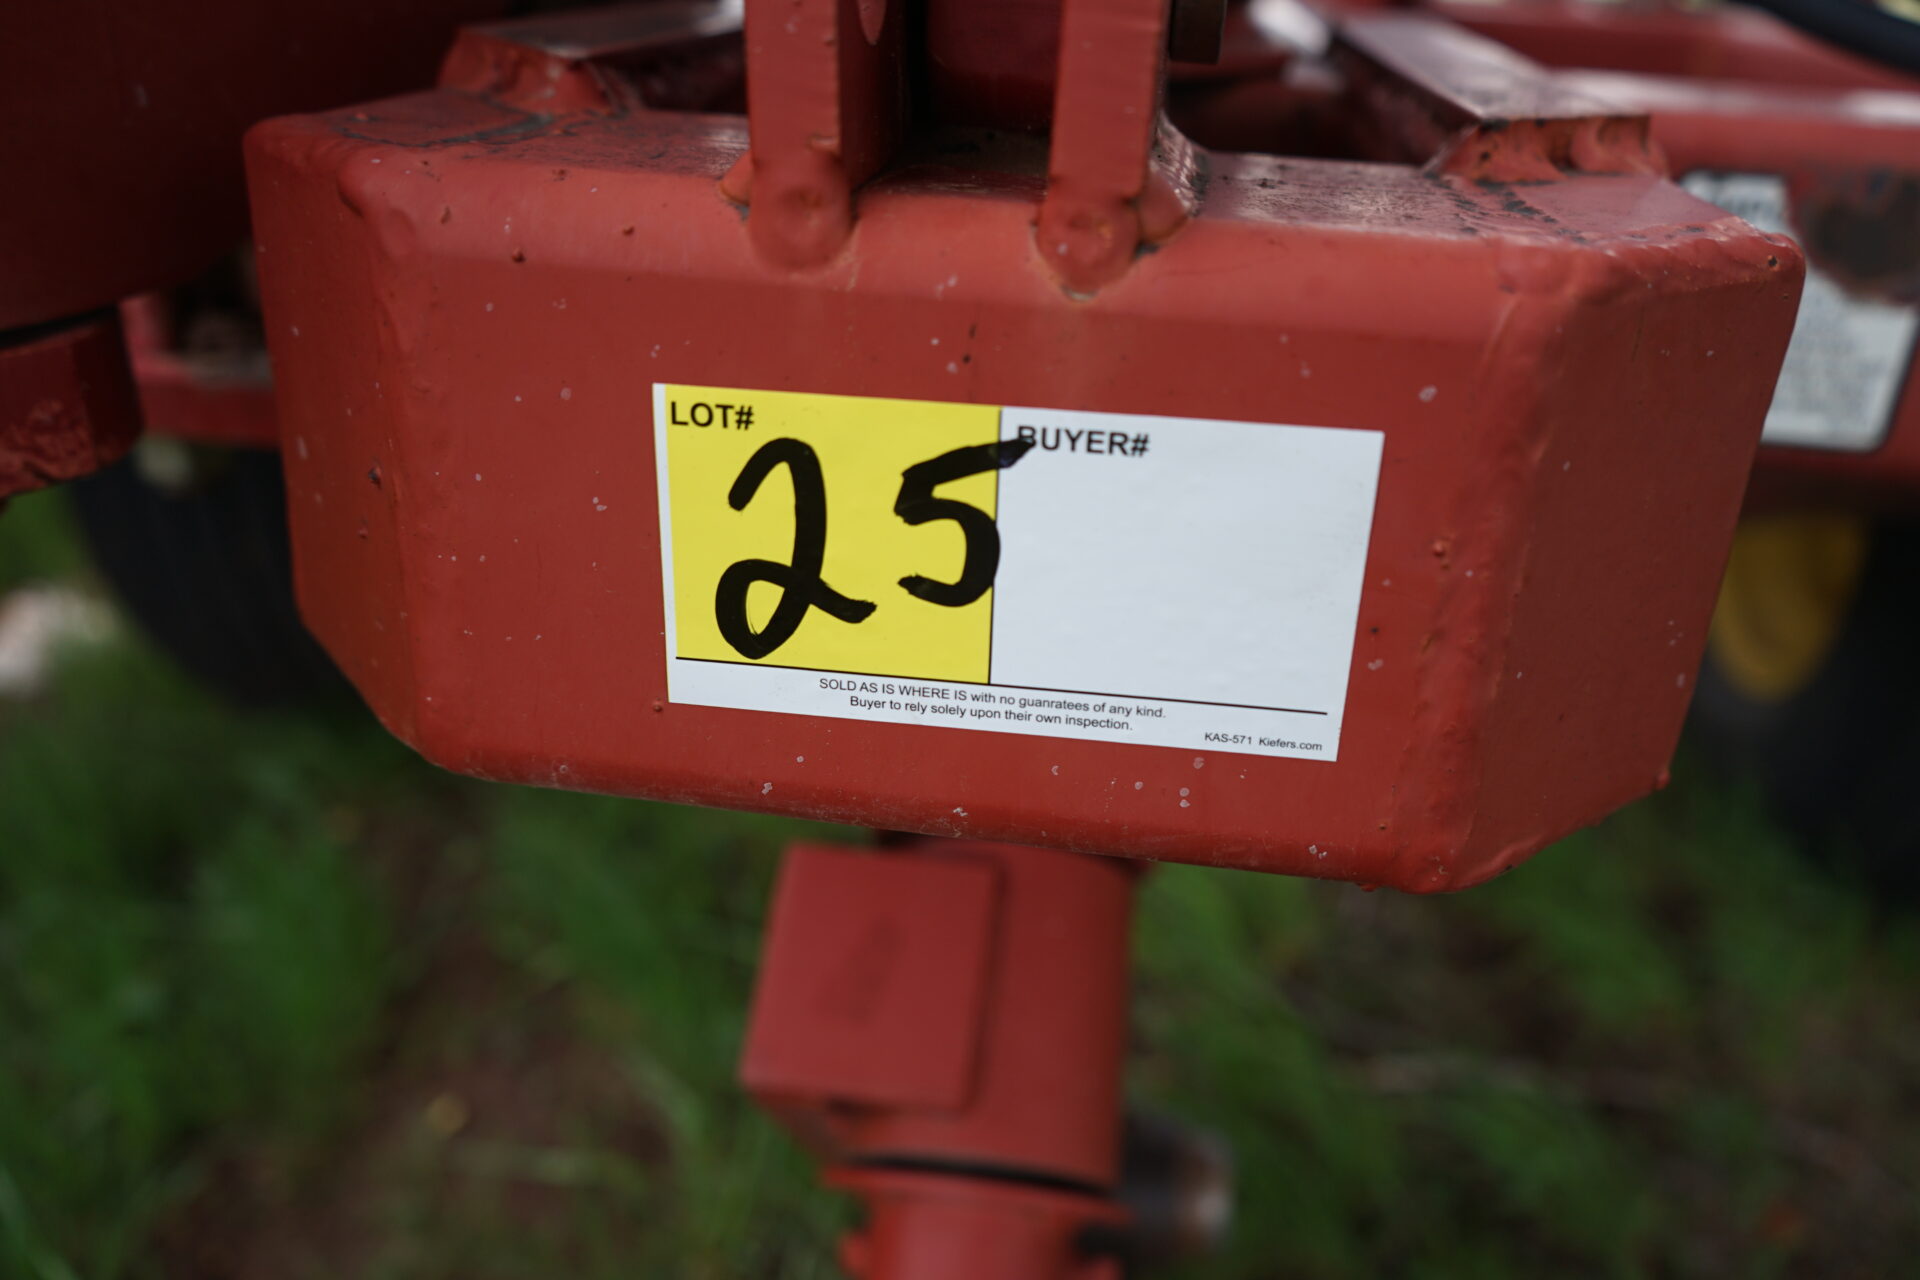 LOT#
25
BUYER#
SOLD AS IS WHERE IS with no guanratees of any kind.
Buyer to rely solely upon their own inspection.
KAS-571 Kiefers.com